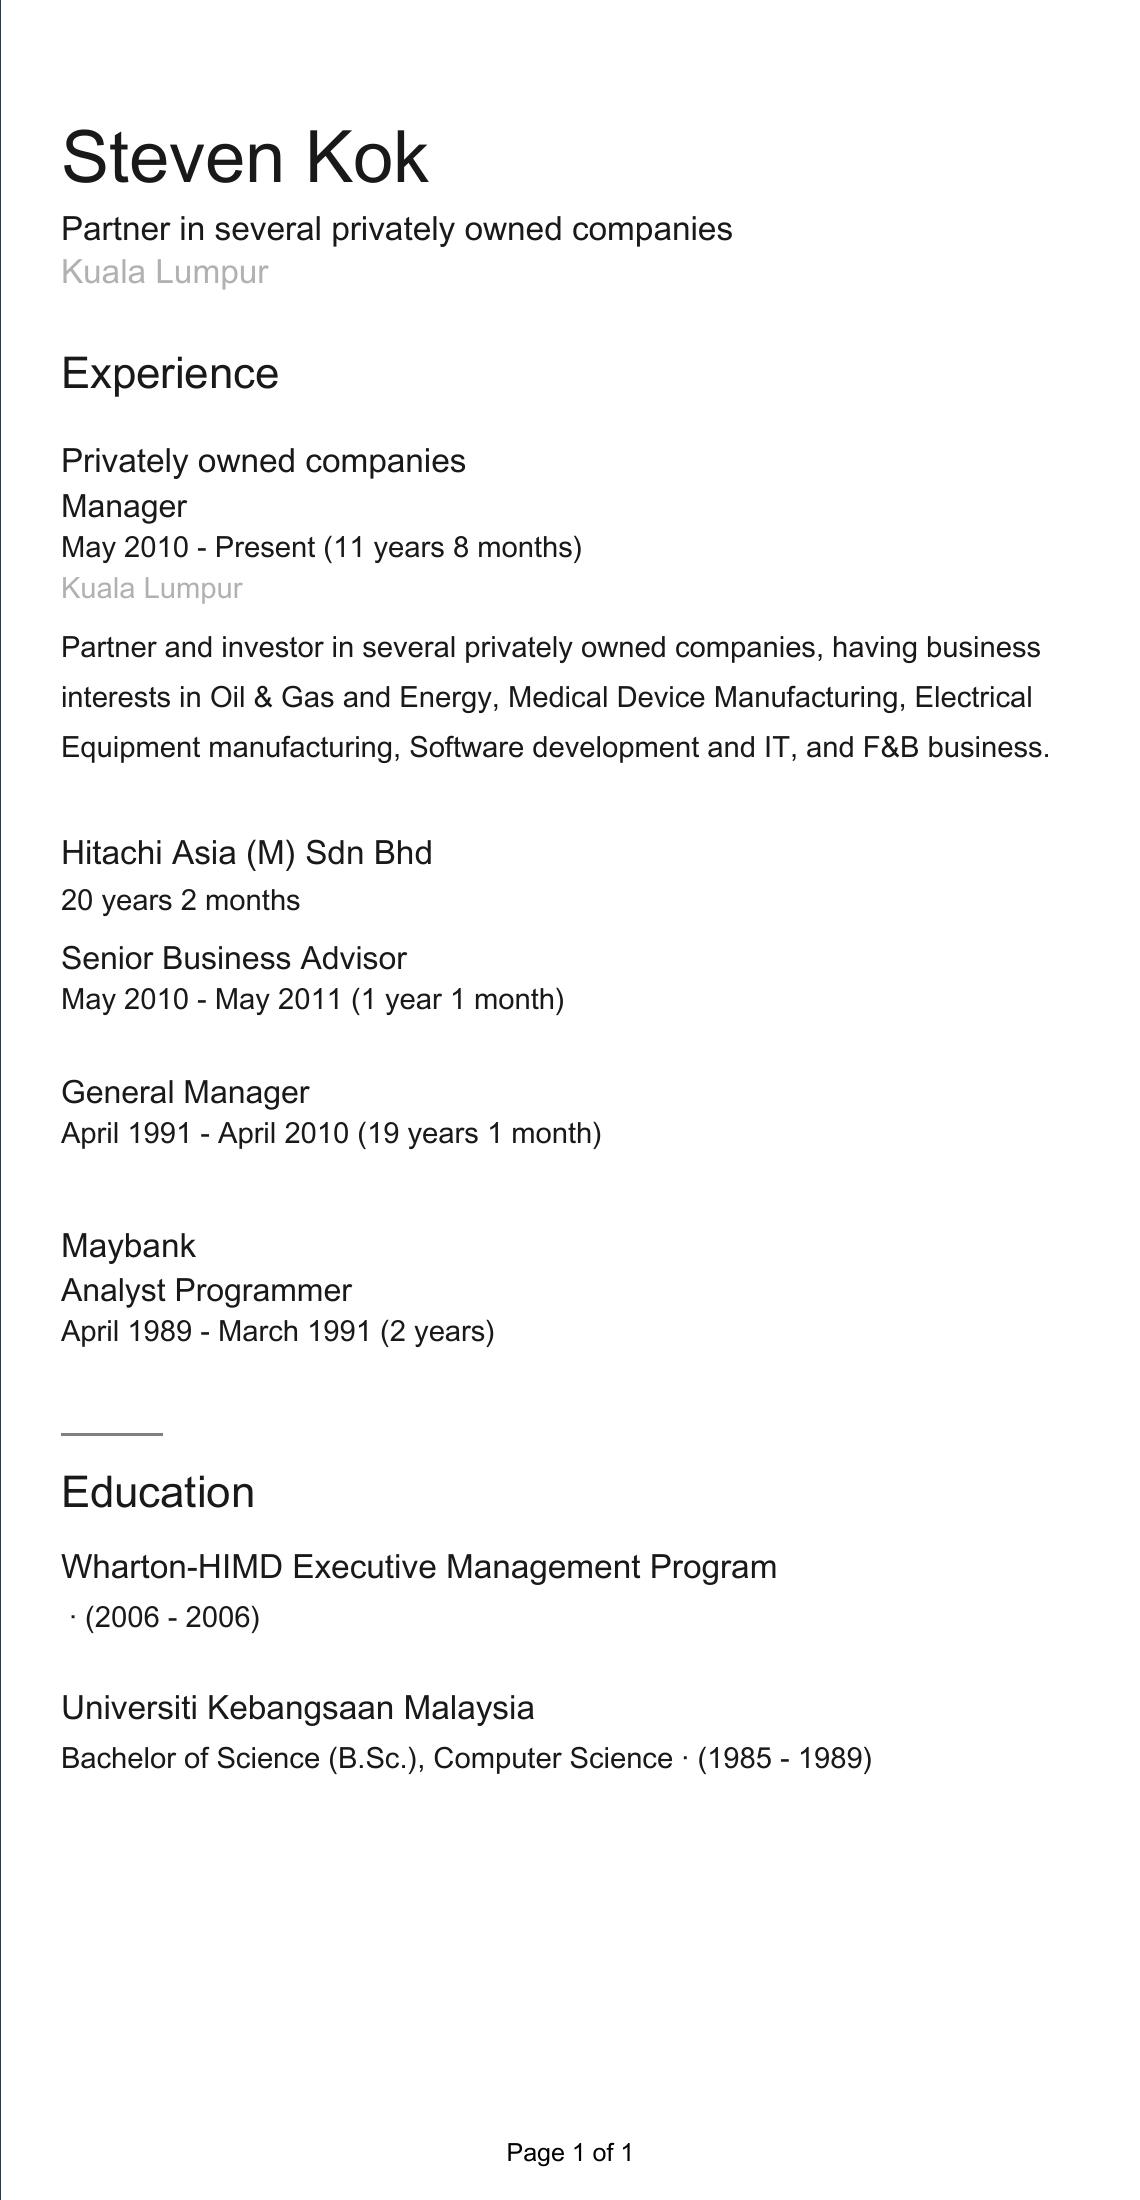 Steven Kok
Partner in several privately owned companies
Kuala Lumpur
Experience
Privately owned companies
Manager
May 2010 - Present (11 years 8 months)
Kuala Lumpur
Partner and investor in several privately owned companies, having business
interests in Oil & Gas and Energy, Medical Device Manufacturing, Electrical
Equipment manufacturing, Software development and IT, and F&B business.
Hitachi Asia (M) Sdn Bhd
20 years 2 months
Senior Business Advisor
May 2010 - May 2011 (1 year 1 month)
General Manager
April 1991 - April 2010 (19 years 1 month)
Maybank
Analyst Programmer
April 1989 - March 1991 (2 years)
Education
Wharton-HIMD Executive Management Program
· (2006 - 2006)
Universiti Kebangsaan Malaysia
Bachelor of Science (B.Sc.), Computer Science · (1985 - 1989)
Page 1 of 1